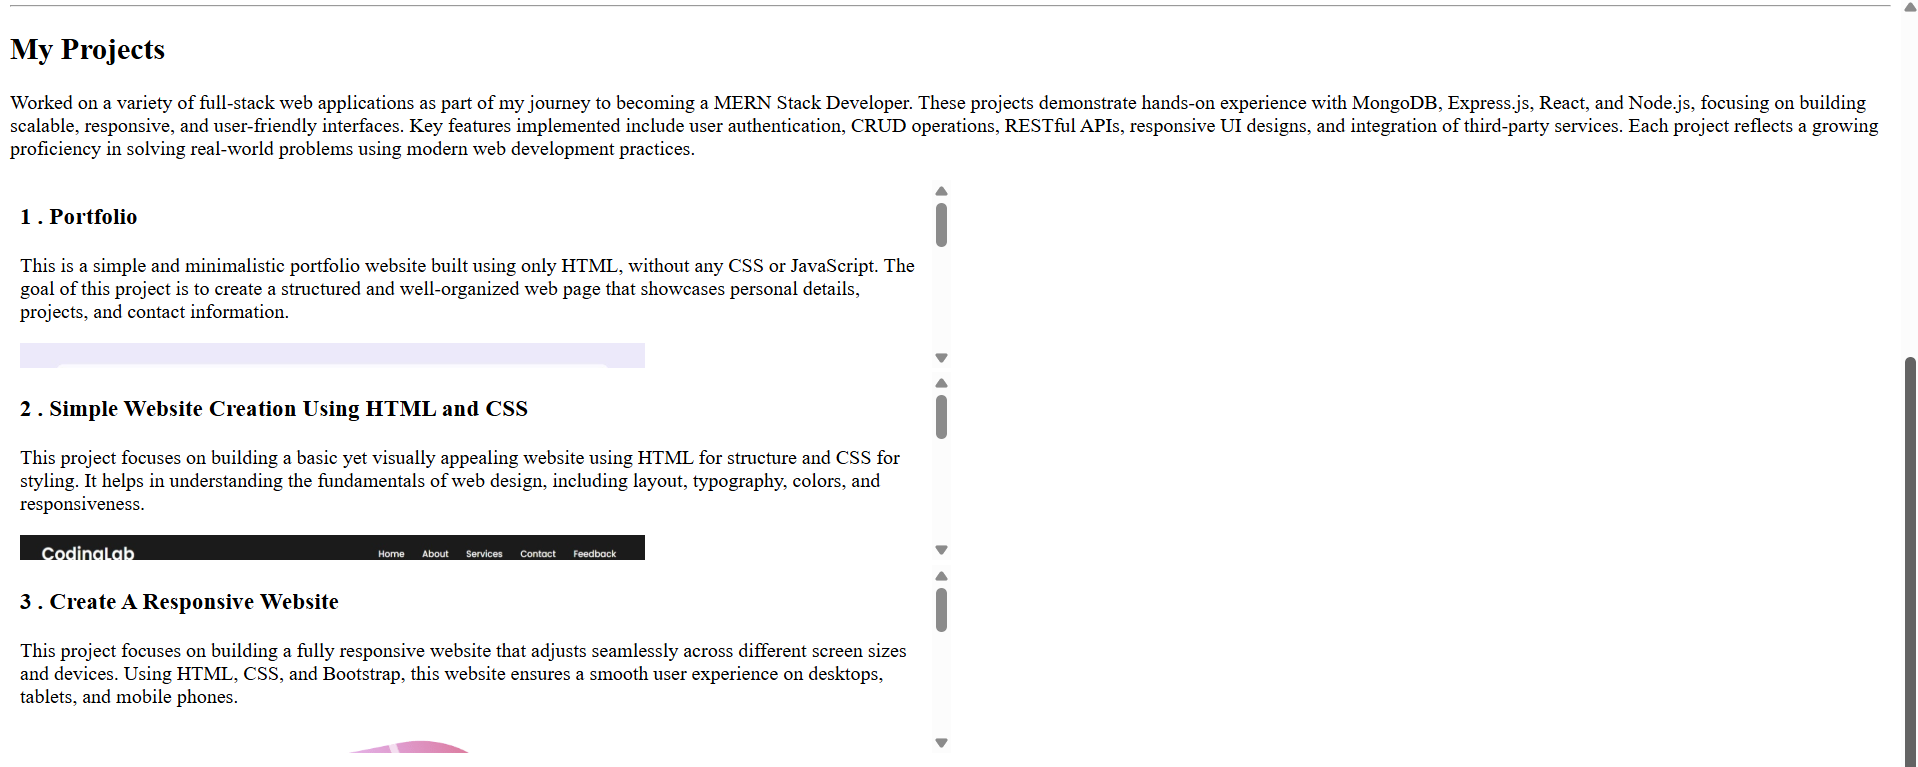 My Projects
Worked on a variety of full-stack web applications as part of my journey to becoming a MERN Stack Developer. These projects demonstrate hands-on experience with MongoDB, Express.js, React, and Node.js, focusing on building
scalable, responsive, and user-friendly interfaces. Key features implemented include user authentication, CRUD operations, RESTful APIs, responsive UI designs, and integration of third-party services. Each project reflects a growing
proficiency in solving real-world problems using modern web development practices.
1 . Portfolio
This is a simple and minimalistic portfolio website built using only HTML, without any CSS or JavaScript. The
goal of this project is to create a structured and well-organized web page that showcases personal details,
projects, and contact information.
2 . Simple Website Creation Using HTML and CSS
This project focuses on building a basic yet visually appealing website using HTML for structure and CSS for
styling. It helps in understanding the fundamentals of web design, including layout, typography, colors, and
responsiveness.
CodingLab Home About Services Contact Feedback
3 . Create A Responsive Website
This project focuses on building a fully responsive website that adjusts seamlessly across different screen sizes
and devices. Using HTML, CSS, and Bootstrap, this website ensures a smooth user experience on desktops,
tablets, and mobile phones.